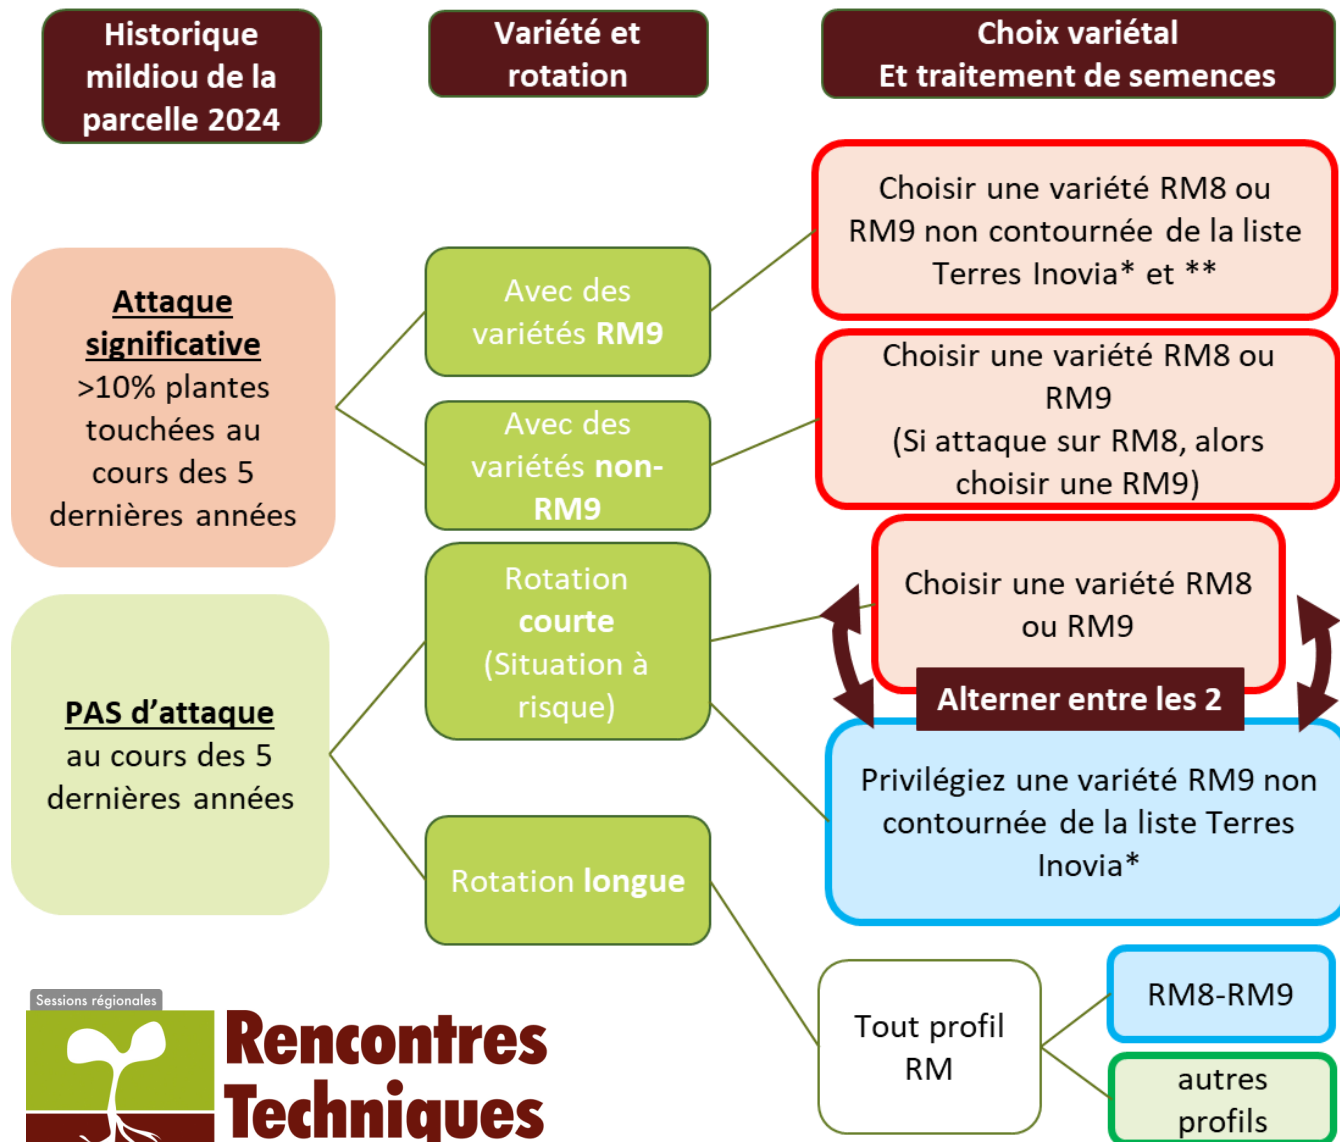 Historique
mildiou de la
parcelle 2024
Variété et
rotation
Choix variétal
Et traitement de semences
Attaque
significative
>10% plantes
touchées au
cours des 5
dernières années
Avec des
variétés RM9
Choisir une variété RM8 ou
RM9 non contournée de la liste
Terres Inovia* et **
Avec des
variétés non-
RM9
Choisir une variété RM8 ou
RM9
(Si attaque sur RM8, alors
choisir une RM9)
PAS d’attaque
au cours des 5
dernières années
Rotation
courte
(Situation à
risque)
Choisir une variété RM8
ou RM9
Alterner entre les 2
Privilégiez une variété RM9 non
contournée de la liste Terres
Inovia*
Rotation longue
Tout profil
RM
RM8-RM9
autres
profils
Sessions régionales
Rencontres
Techniques